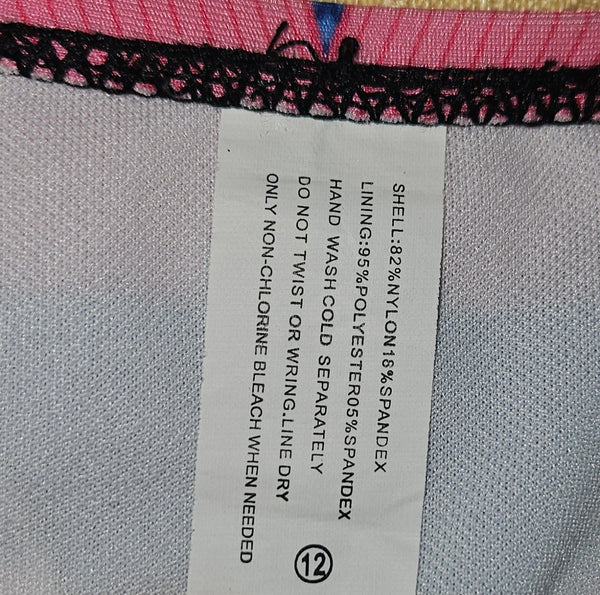 SHELL:82%NYLON18%SPANDEX
LINING:95%POLYESTER05%SPANDEX
HAND WASH COLD SEPARATELY
DO NOT TWIST OR WRING.LINE DRY
ONLY NON-CHLORINE BLEACH WHEN NEEDED
12